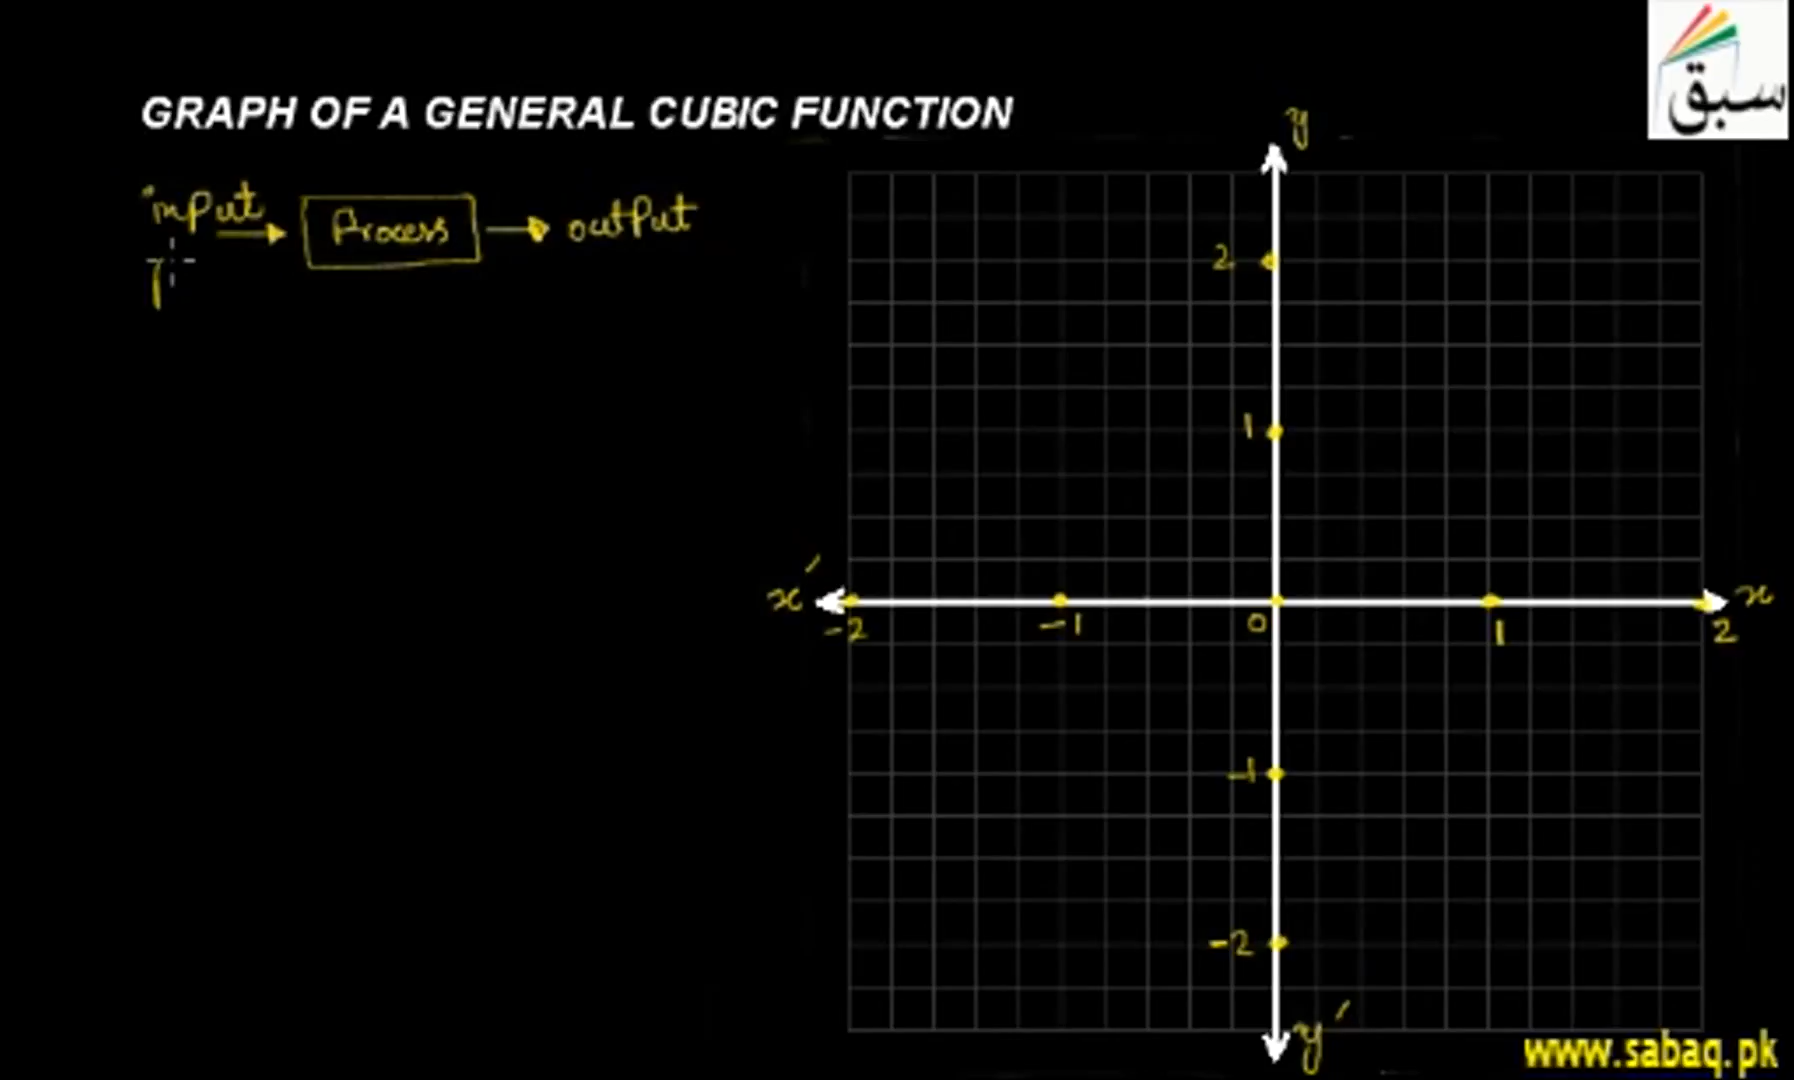 سبق
GRAPH OF A GENERAL CUBIC FUNCTION
input → Process → output
y
2
1
x′ x
-2 -1 0 1 2
-1
-2
y′
www.sabaq.pk